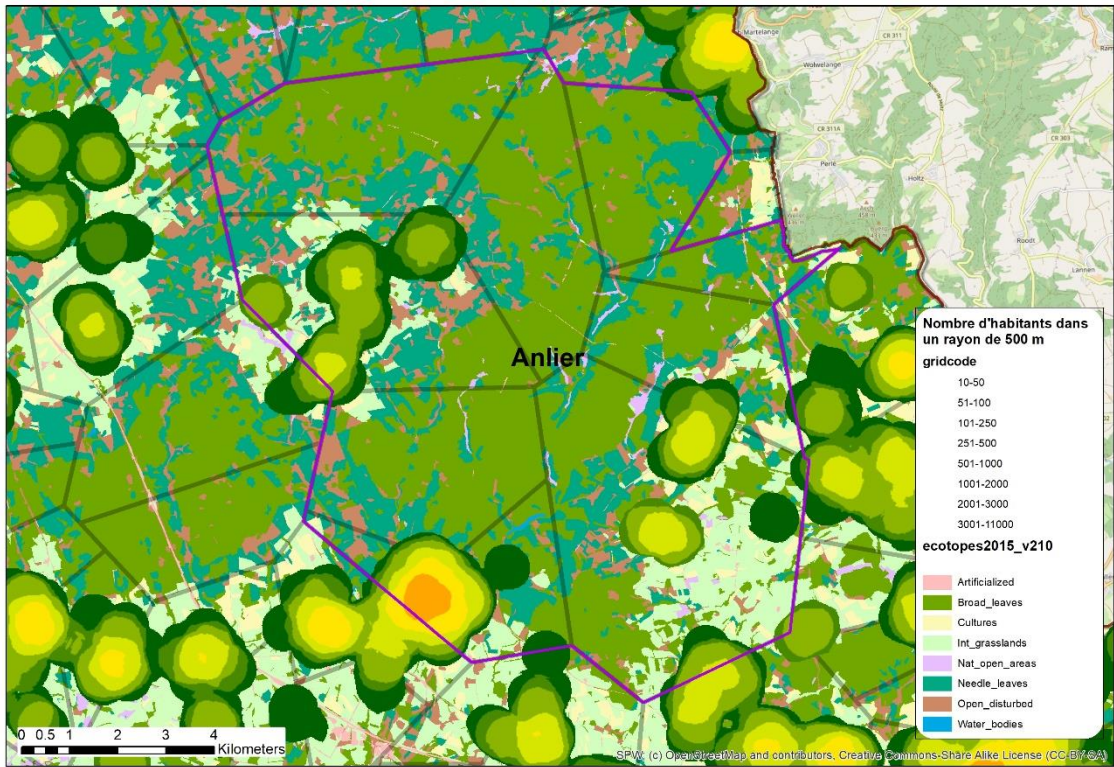 Martelange
CR 311
Wolwelange
CR 311A
CR 303
Perlé
Holtz
Roodt
Lannen
Anlier
Nombre d'habitants dans
un rayon de 500 m
gridcode
10-50
51-100
101-250
251-500
501-1000
1001-2000
2001-3000
3001-11000
ecotopes2015_v210
Artificialized
Broad_leaves
Cultures
Int_grasslands
Nat_open_areas
Needle_leaves
Open_disturbed
Water_bodies
0 0.5 1 2 3 4
Kilometers
SPW, (c) OpenStreetMap and contributors, Creative Commons-Share Alike License (CC-BY-SA)